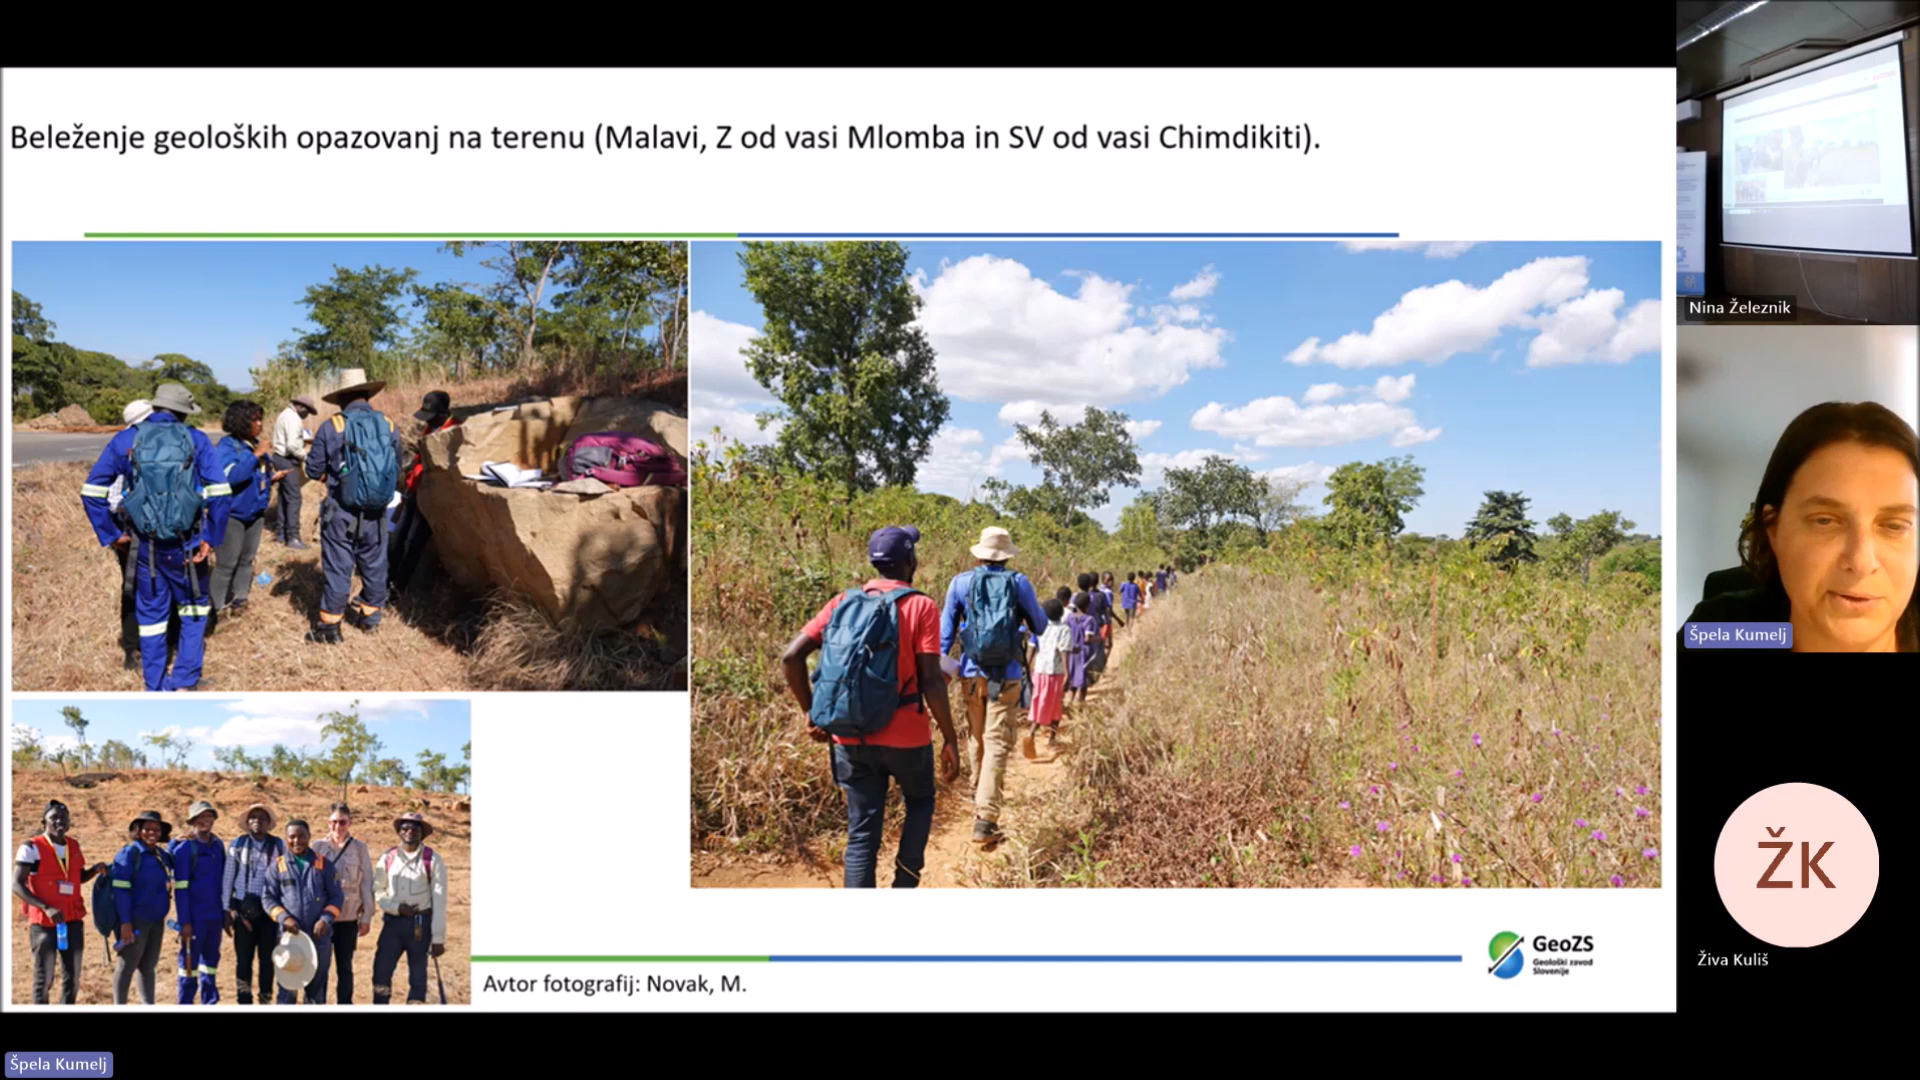 Beleženje geoloških opazovanj na terenu (Malavi, Z od vasi Mlomba in SV od vasi Chimdikiti).
Avtor fotografij: Novak, M.
GeoZS
Geološki zavod
Slovenije
Nina Železnik
Špela Kumelj
ŽK
Živa Kuliš
Špela Kumelj